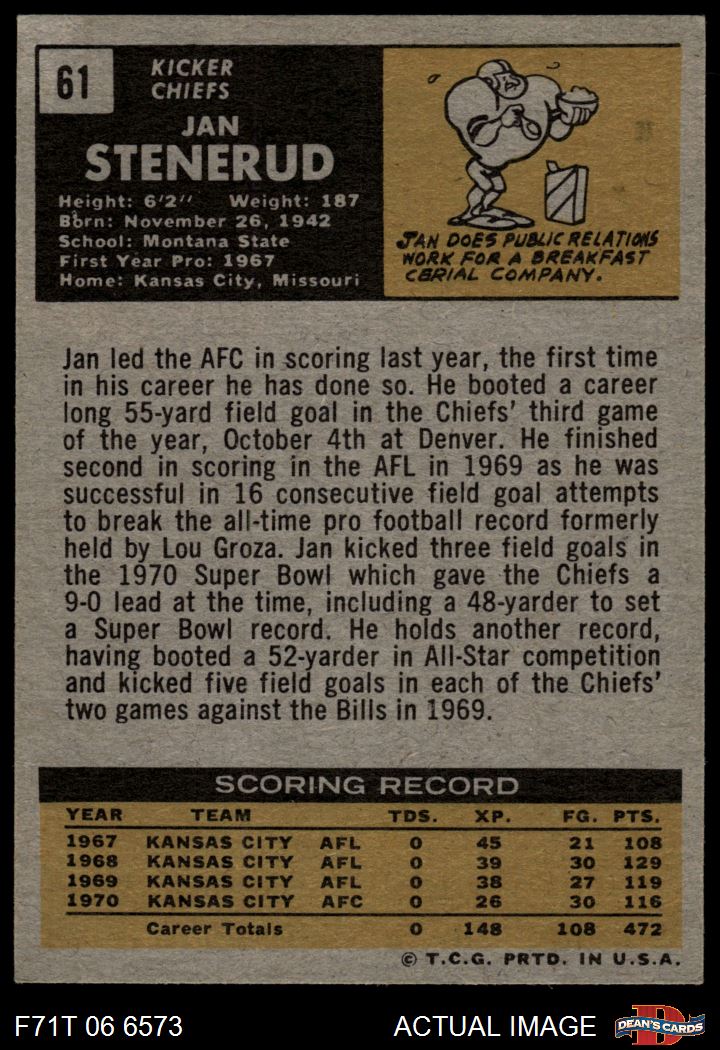 61
KICKER
CHIEFS
JAN
STENERUD
Height: 6'2" Weight: 187
Born: November 26, 1942
School: Montana State
First Year Pro: 1967
Home: Kansas City, Missouri
JAN DOES PUBLIC RELATIONS
WORK FOR A BREAKFAST
CERIAL COMPANY.
Jan led the AFC in scoring last year, the first time
in his career he has done so. He booted a career
long 55-yard field goal in the Chiefs' third game
of the year, October 4th at Denver. He finished
second in scoring in the AFL in 1969 as he was
successful in 16 consecutive field goal attempts
to break the all-time pro football record formerly
held by Lou Groza. Jan kicked three field goals in
the 1970 Super Bowl which gave the Chiefs a
9-0 lead at the time, including a 48-yarder to set
a Super Bowl record. He holds another record,
having booted a 52-yarder in All-Star competition
and kicked five field goals in each of the Chiefs'
two games against the Bills in 1969.
SCORING RECORD
YEAR TEAM TDS. XP. FG. PTS.
1967 KANSAS CITY AFL 0 45 21 108
1968 KANSAS CITY AFL 0 39 30 129
1969 KANSAS CITY AFL 0 38 27 119
1970 KANSAS CITY AFC 0 26 30 116
Career Totals 0 148 108 472
© T.C.G. PRTD. IN U.S.A.
F71T 06 6573 ACTUAL IMAGE DEAN'S CARDS